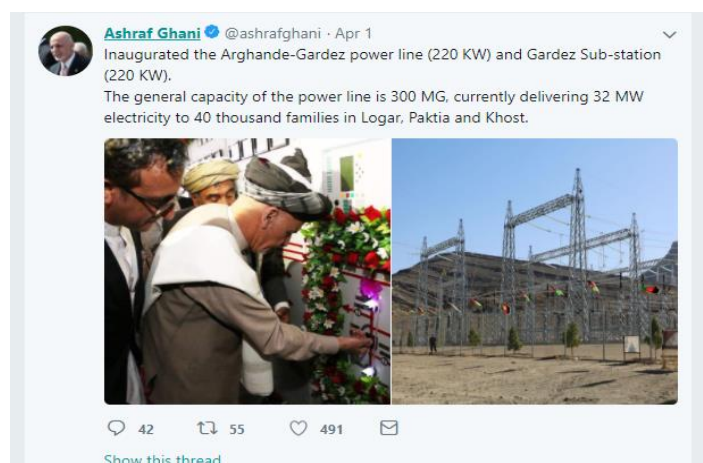 Ashraf Ghani @ashrafghani · Apr 1
Inaugurated the Arghande-Gardez power line (220 KW) and Gardez Sub-station
(220 KW).
The general capacity of the power line is 300 MG, currently delivering 32 MW
electricity to 40 thousand families in Logar, Paktia and Khost.
42 55 491
Show this thread